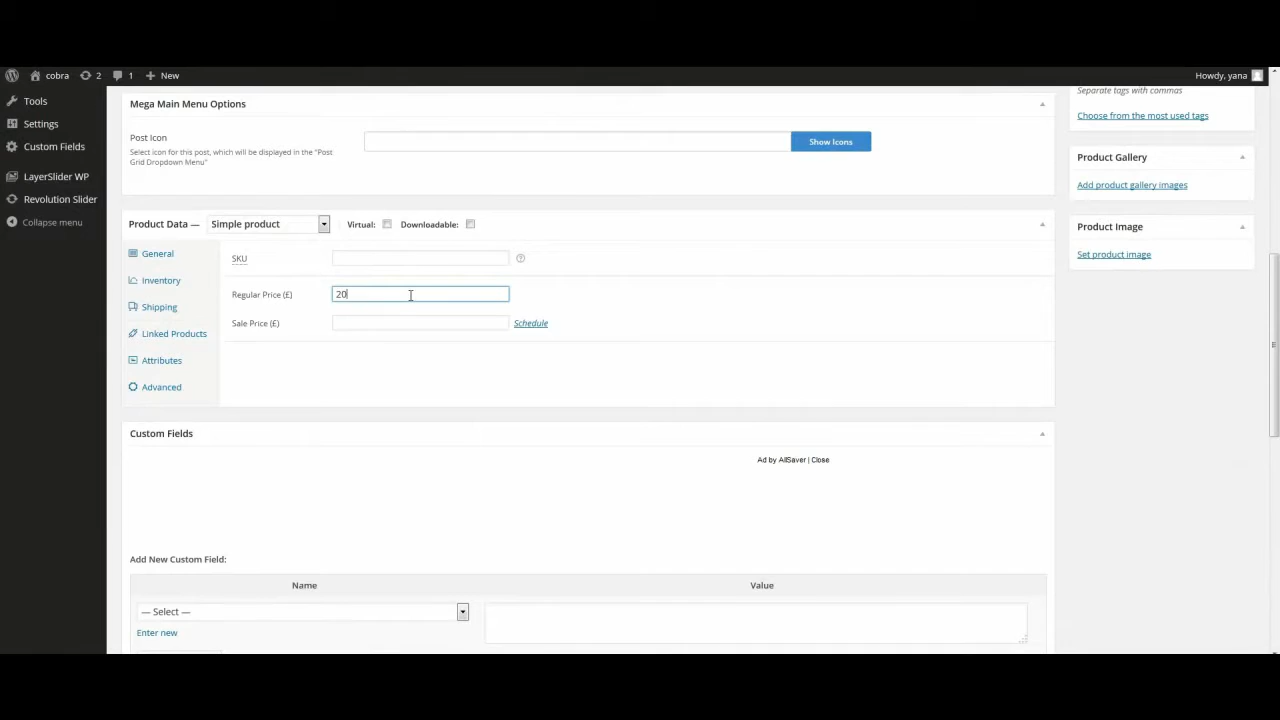 cobra 2 1 New Howdy, yana
Tools
Settings
Custom Fields
LayerSlider WP
Revolution Slider
Collapse menu
Mega Main Menu Options
Post Icon
Select icon for this post, which will be displayed in the "Post
Grid Dropdown Menu"
Show Icons
Product Data — Simple product Virtual: Downloadable:
General
Inventory
Shipping
Linked Products
Attributes
Advanced
SKU
Regular Price (£) 20
Sale Price (£) Schedule
Custom Fields
Ad by AllSaver | Close
Add New Custom Field:
Name Value
— Select —
Enter new
Separate tags with commas
Choose from the most used tags
Product Gallery
Add product gallery images
Product Image
Set product image